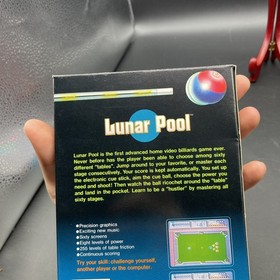 Lunar Pool™
Lunar Pool is the first advanced home video billiards game ever.
Never before has the player been able to choose among sixty
different "tables". Jump around to your favorite, or master each
stage consecutively. Your score is kept automatically. You set up
the electronic cue stick, aim the cue ball, choose the power you
need and shoot! Then watch the ball ricochet around the "table"
and land in the pocket. Learn to be a "hustler" by mastering all
sixty stages.
◆Precision graphics
◆Exciting new music
◆Sixty screens
◆Eight levels of power
◆255 levels of table friction
◆Continuous scoring
Try your skill: challenge yourself,
another player or the computer.